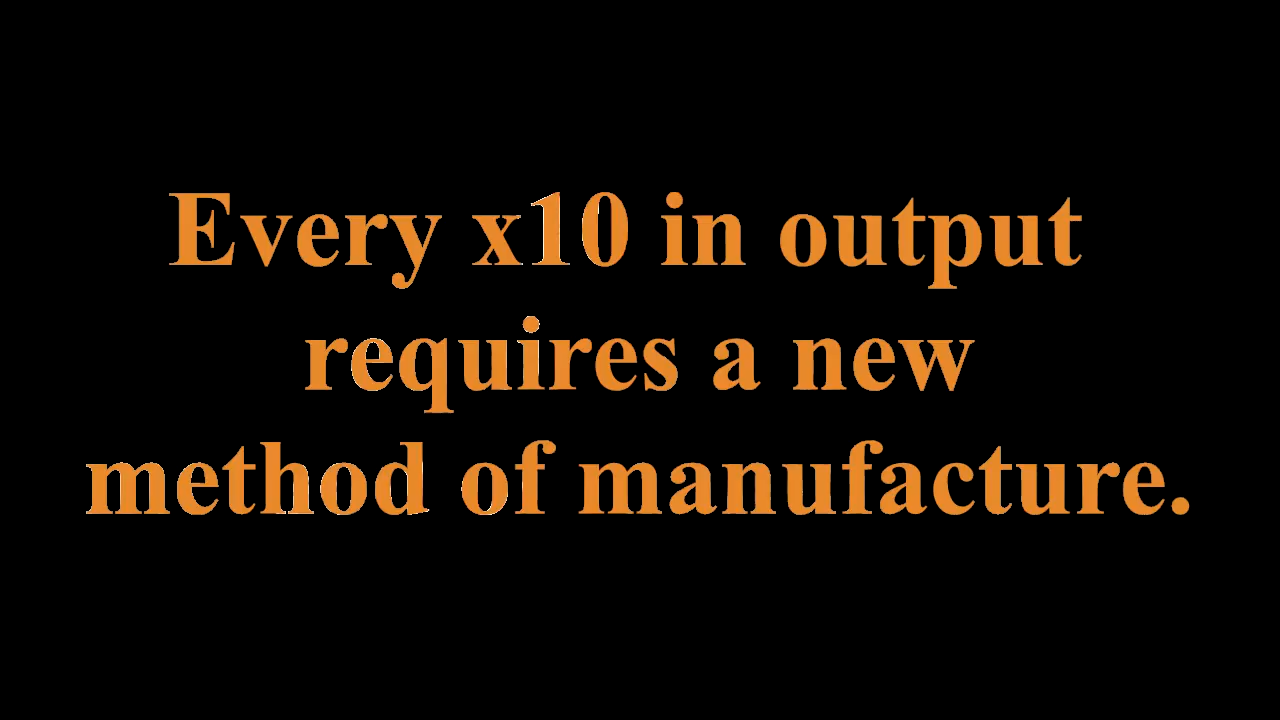 Every x10 in output
requires a new
method of manufacture.